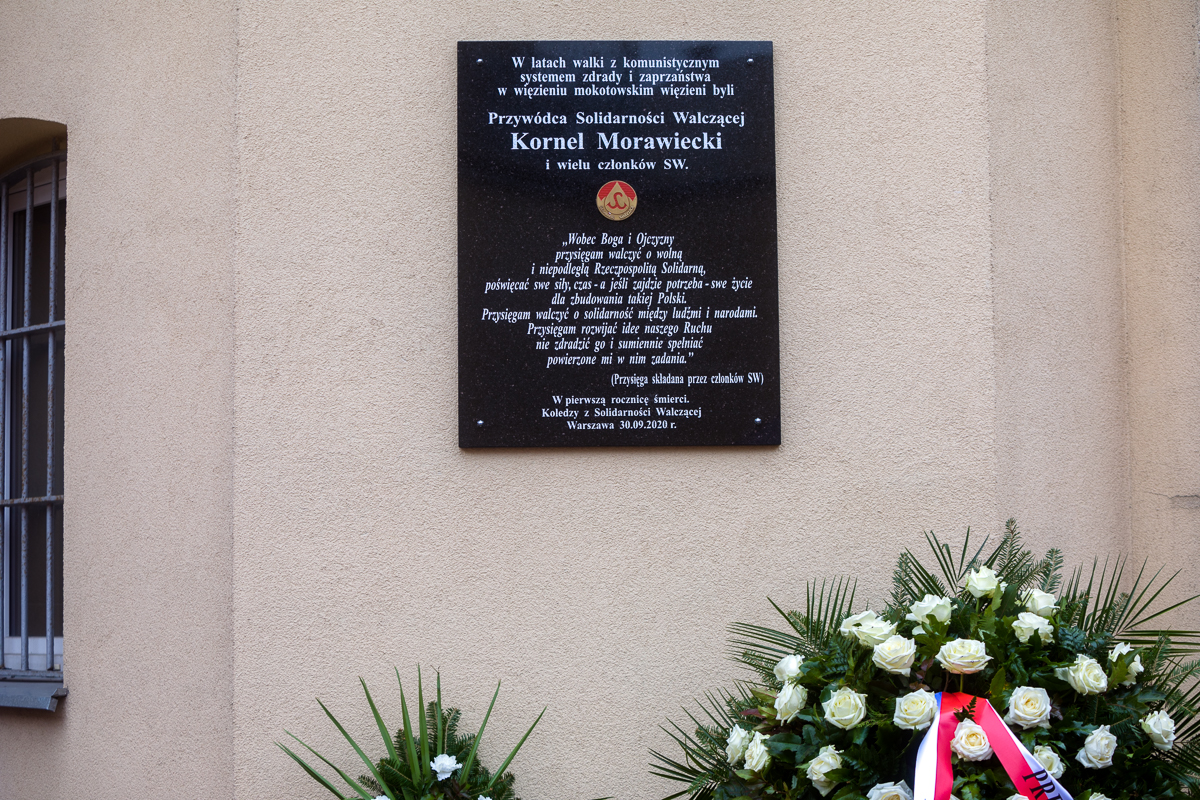 W latach walki z komunistycznym
systemem zdrady i zaprzaństwa
w więzieniu mokotowskim więzieni byli
Przywódca Solidarności Walczącej
Kornel Morawiecki
i wielu członków SW.
„Wobec Boga i Ojczyzny
przysięgam walczyć o wolną
i niepodległą Rzeczpospolitą Solidarną,
poświęcać swe siły, czas - a jeśli zajdzie potrzeba - swe życie
dla zbudowania takiej Polski.
Przysięgam walczyć o solidarność między ludźmi i narodami.
Przysięgam rozwijać idee naszego Ruchu
nie zdradzić go i sumiennie spełniać
powierzone mi w nim zadania.”
(Przysięga składana przez członków SW)
W pierwszą rocznicę śmierci.
Koledzy z Solidarności Walczącej
Warszawa 30.09.2020 r.